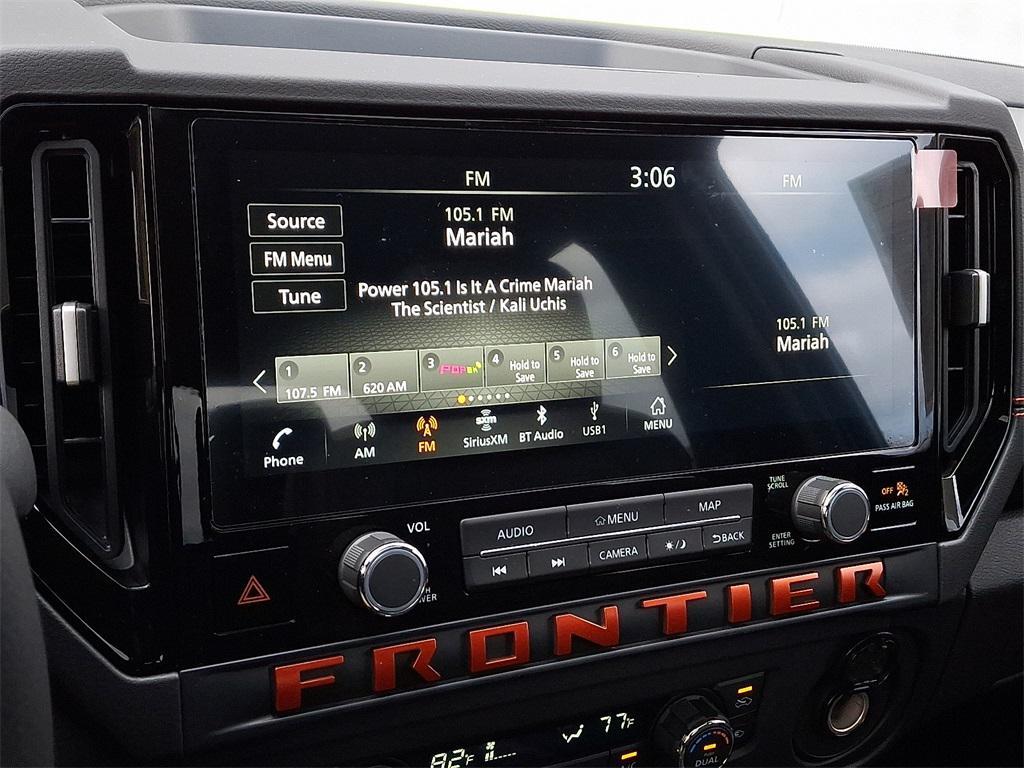 FM 3:06 FM
Source
105.1 FM
Mariah
FM Menu
Tune
Power 105.1 Is It A Crime Mariah
The Scientist / Kali Uchis
105.1 FM
Mariah
1 2 3 4 5 6
107.5 FM 620 AM Hold to Save Hold to Save Hold to Save
Phone AM FM SiriusXM BT Audio USB1 MENU
VOL
AUDIO MENU MAP
CAMERA BACK
TUNE
SCROLL
ENTER
SETTING
OFF
PASS AIR BAG
FRONTIER
82°F 77°F
DUAL